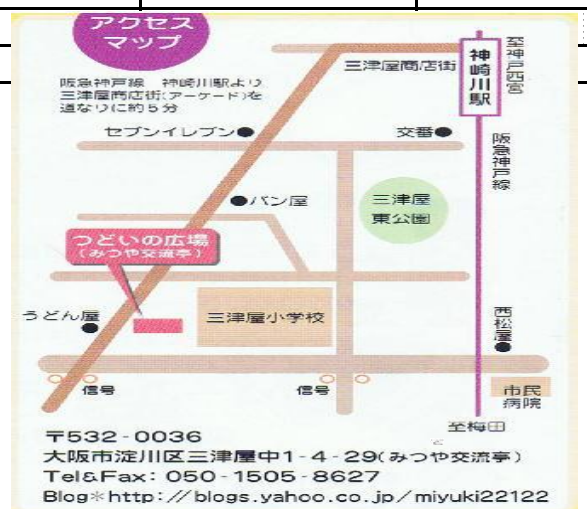 アクセス
マップ
阪急神戸線 神崎川駅より
三津屋商店街(アーケード)を
道なりに約5分
三津屋商店街
神崎川駅
至神戸西宮
セブンイレブン●
交番●
阪急神戸線
●パン屋
三津屋
東公園
つどいの広場
(みつや交流亭)
うどん屋
三津屋小学校
西松屋
信号
信号
市民
病院
至梅田
〒532-0036
大阪市淀川区三津屋中1-4-29(みつや交流亭)
Tel&Fax: 050-1505-8627
Blog*http://blogs.yahoo.co.jp/miyuki22122